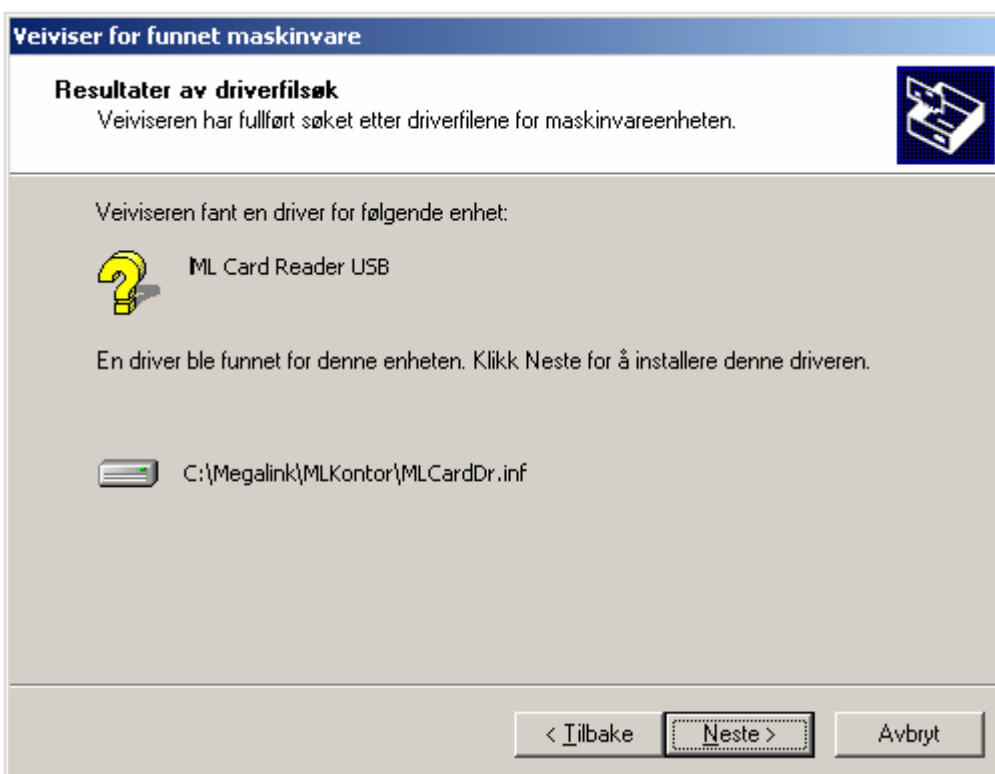 Veiviser for funnet maskinvare
Resultater av driverfilsøk
Veiviseren har fullført søket etter driverfilene for maskinvareenheten.
Veiviseren fant en driver for følgende enhet:
ML Card Reader USB
En driver ble funnet for denne enheten. Klikk Neste for å installere denne driveren.
C:\Megalink\MLKontor\MLCardDr.inf
< Tilbake Neste > Avbryt